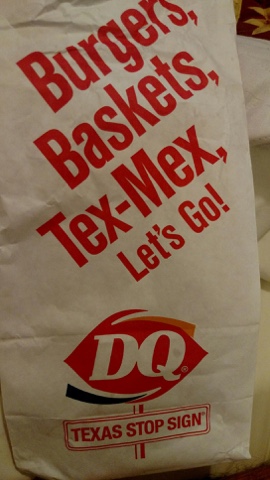 Burgers,
Baskets,
Tex-Mex,
Let's Go!
DQ®
TEXAS STOP SIGN®